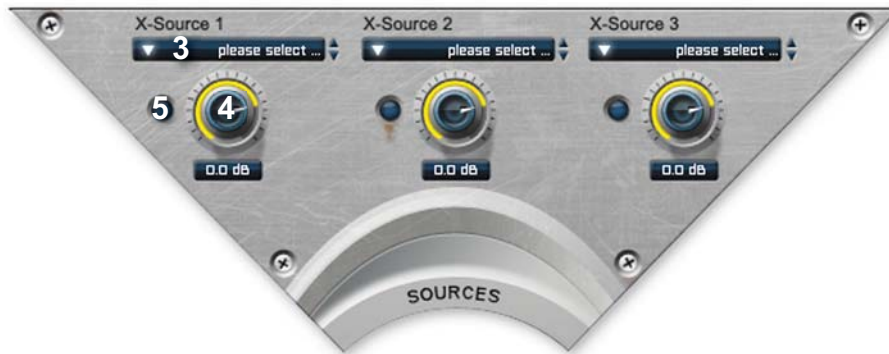 X-Source 1 X-Source 2 X-Source 3
3 please select ... please select ... please select ...
5 4
0.0 dB 0.0 dB 0.0 dB
SOURCES